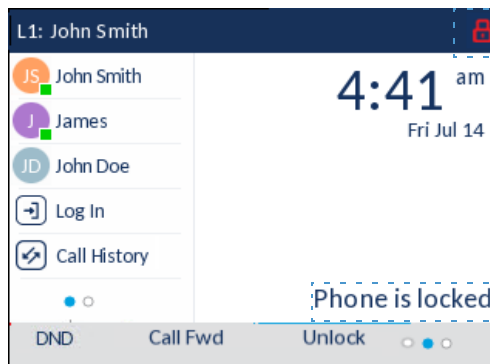 L1: John Smith
JS John Smith
J James
JD John Doe
Log In
Call History
4:41 am
Fri Jul 14
Phone is locked
DND Call Fwd Unlock